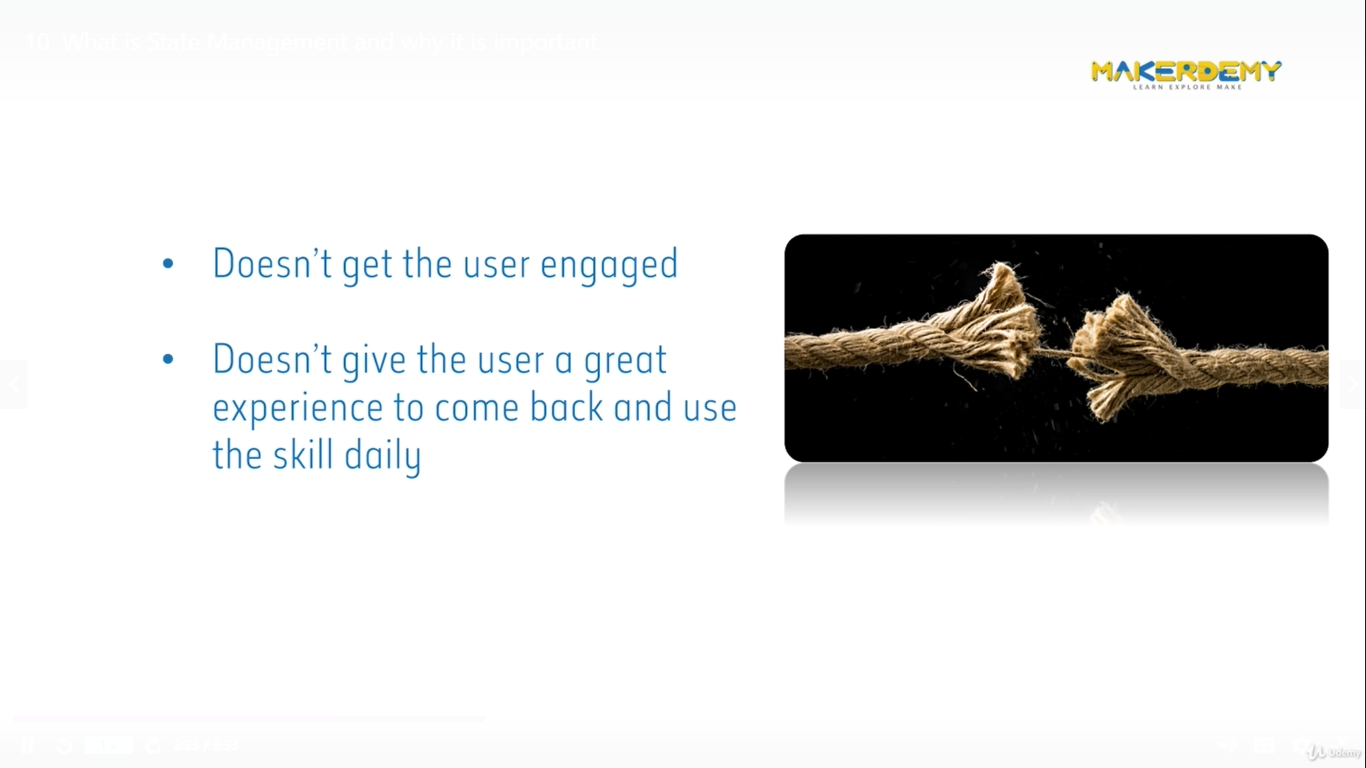 10. What is State Management and why it is important
MAKERDEMY
LEARN EXPLORE MAKE
• Doesn’t get the user engaged
• Doesn’t give the user a great
experience to come back and use
the skill daily
Udemy